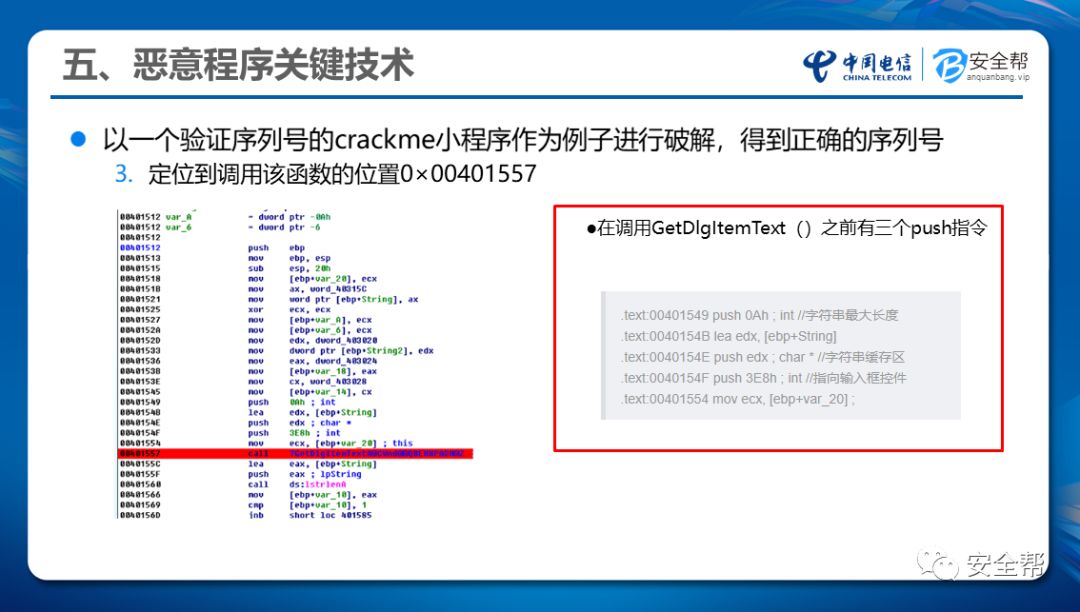 五、恶意程序关键技术
中国电信
CHINA TELECOM
安全帮
anquanbang.vip
● 以一个验证序列号的crackme小程序作为例子进行破解，得到正确的序列号
3. 定位到调用该函数的位置0×00401557
00401512 var_A = dword ptr -0Ah
00401512 var_6 = dword ptr -6
00401512
00401512 push ebp
00401513 mov ebp, esp
00401515 sub esp, 20h
00401518 mov [ebp+var_20], ecx
0040151B mov ax, word_40315C
00401521 mov word ptr [ebp+String], ax
00401525 xor ecx, ecx
00401527 mov [ebp+var_A], ecx
0040152A mov [ebp+var_6], ecx
0040152D mov edx, dword_403020
00401533 mov dword ptr [ebp+String2], edx
00401536 mov eax, dword_403024
0040153B mov [ebp+var_18], eax
0040153E mov cx, word_403028
00401545 mov [ebp+var_14], cx
00401549 push 0Ah ; int
0040154B lea edx, [ebp+String]
0040154E push edx ; char *
0040154F push 3E8h ; int
00401554 mov ecx, [ebp+var_20] ; this
00401557 call
0040155C lea eax, [ebp+String]
0040155F push eax ; lpString
00401560 call ds:lstrlenA
00401566 mov [ebp+var_10], eax
00401569 cmp [ebp+var_10], 1
0040156D jnb short loc_401585
●在调用GetDlgItemText（）之前有三个push指令
.text:00401549 push 0Ah ; int //字符串最大长度
.text:0040154B lea edx, [ebp+String]
.text:0040154E push edx ; char * //字符串缓存区
.text:0040154F push 3E8h ; int //指向输入框控件
.text:00401554 mov ecx, [ebp+var_20] ;
安全帮